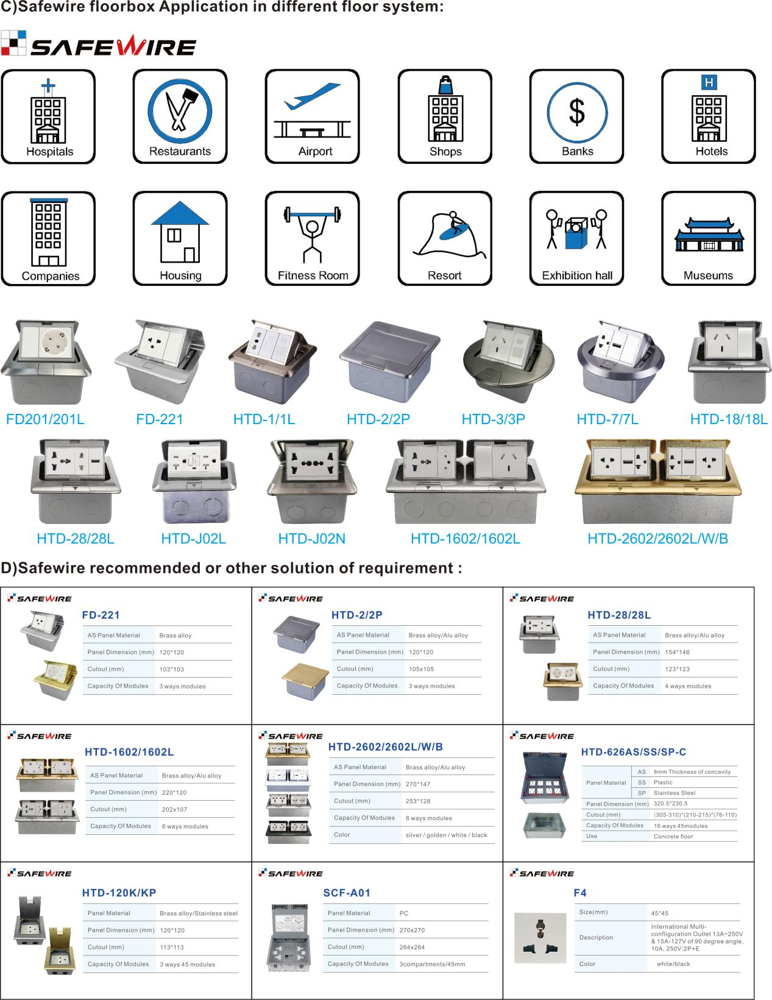 C)Safewire floorbox Application in different floor system:
SAFEWIRE
Hospitals
Restaurants
Airport
Shops
$
Banks
H
Hotels
Companies
Housing
Fitness Room
Resort
Exhibition hall
Museums
FD201/201L
FD-221
HTD-1/1L
HTD-2/2P
HTD-3/3P
HTD-7/7L
HTD-18/18L
HTD-28/28L
HTD-J02L
HTD-J02N
HTD-1602/1602L
HTD-2602/2602L/W/B
D)Safewire recommended or other solution of requirement :
SAFEWIRE
FD-221
AS Panel Material Brass alloy
Panel Dimension (mm) 120*120
Cutout (mm) 103*103
Capacity Of Modules 3 ways modules
SAFEWIRE
HTD-2/2P
AS Panel Material Brass alloy/Alu alloy
Panel Dimension (mm) 120*120
Cutout (mm) 105x105
Capacity Of Modules 3 ways modules
SAFEWIRE
HTD-28/28L
AS Panel Material Brass alloy/Alu alloy
Panel Dimension (mm) 154*146
Cutout (mm) 123*123
Capacity Of Modules 4 ways modules
SAFEWIRE
HTD-1602/1602L
AS Panel Material Brass alloy/Alu alloy
Panel Dimension (mm) 220*120
Cutout (mm) 202x107
Capacity Of Modules 6 ways modules
SAFEWIRE
HTD-2602/2602L/W/B
AS Panel Material Brass alloy/Alu alloy
Panel Dimension (mm) 270*147
Cutout (mm) 253*128
Capacity Of Modules 8 ways modules
Color silver / golden / white / black
SAFEWIRE
HTD-626AS/SS/SP-C
Panel Material AS 8mm Thickness of concavity
SS Plastic
SP Stainless Steel
Panel Dimension (mm) 320.5*230.5
Cutout (mm) (305-310)*(210-215)*(76-110)
Capacity Of Modules 16 ways 45modules
Use Concrete floor
SAFEWIRE
HTD-120K/KP
Panel Material Brass alloy/Stainless steel
Panel Dimension (mm) 120*120
Cutout (mm) 113*113
Capacity Of Modules 3 ways 45 modules
SAFEWIRE
SCF-A01
Panel Material PC
Panel Dimension (mm) 270x270
Cutout (mm) 264x264
Capacity Of Modules 3compartments/45mm
SAFEWIRE
F4
Size(mm) 45*45
Description International Multi-
confliguration Outlet 13A~250V
& 15A-127V of 90 degree angle,
10A, 250V;2P+E
Color white/black